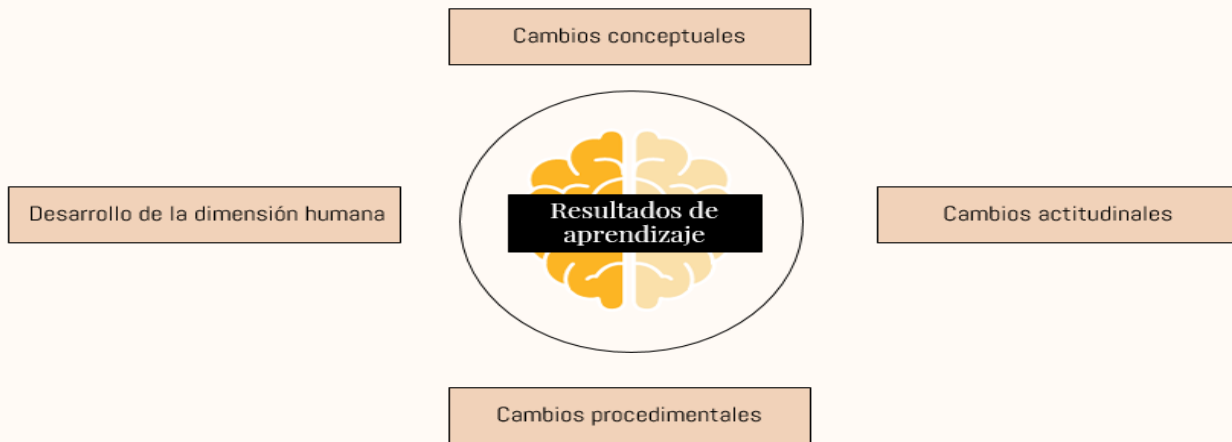 Cambios conceptuales
Desarrollo de la dimensión humana
Resultados de
aprendizaje
Cambios actitudinales
Cambios procedimentales